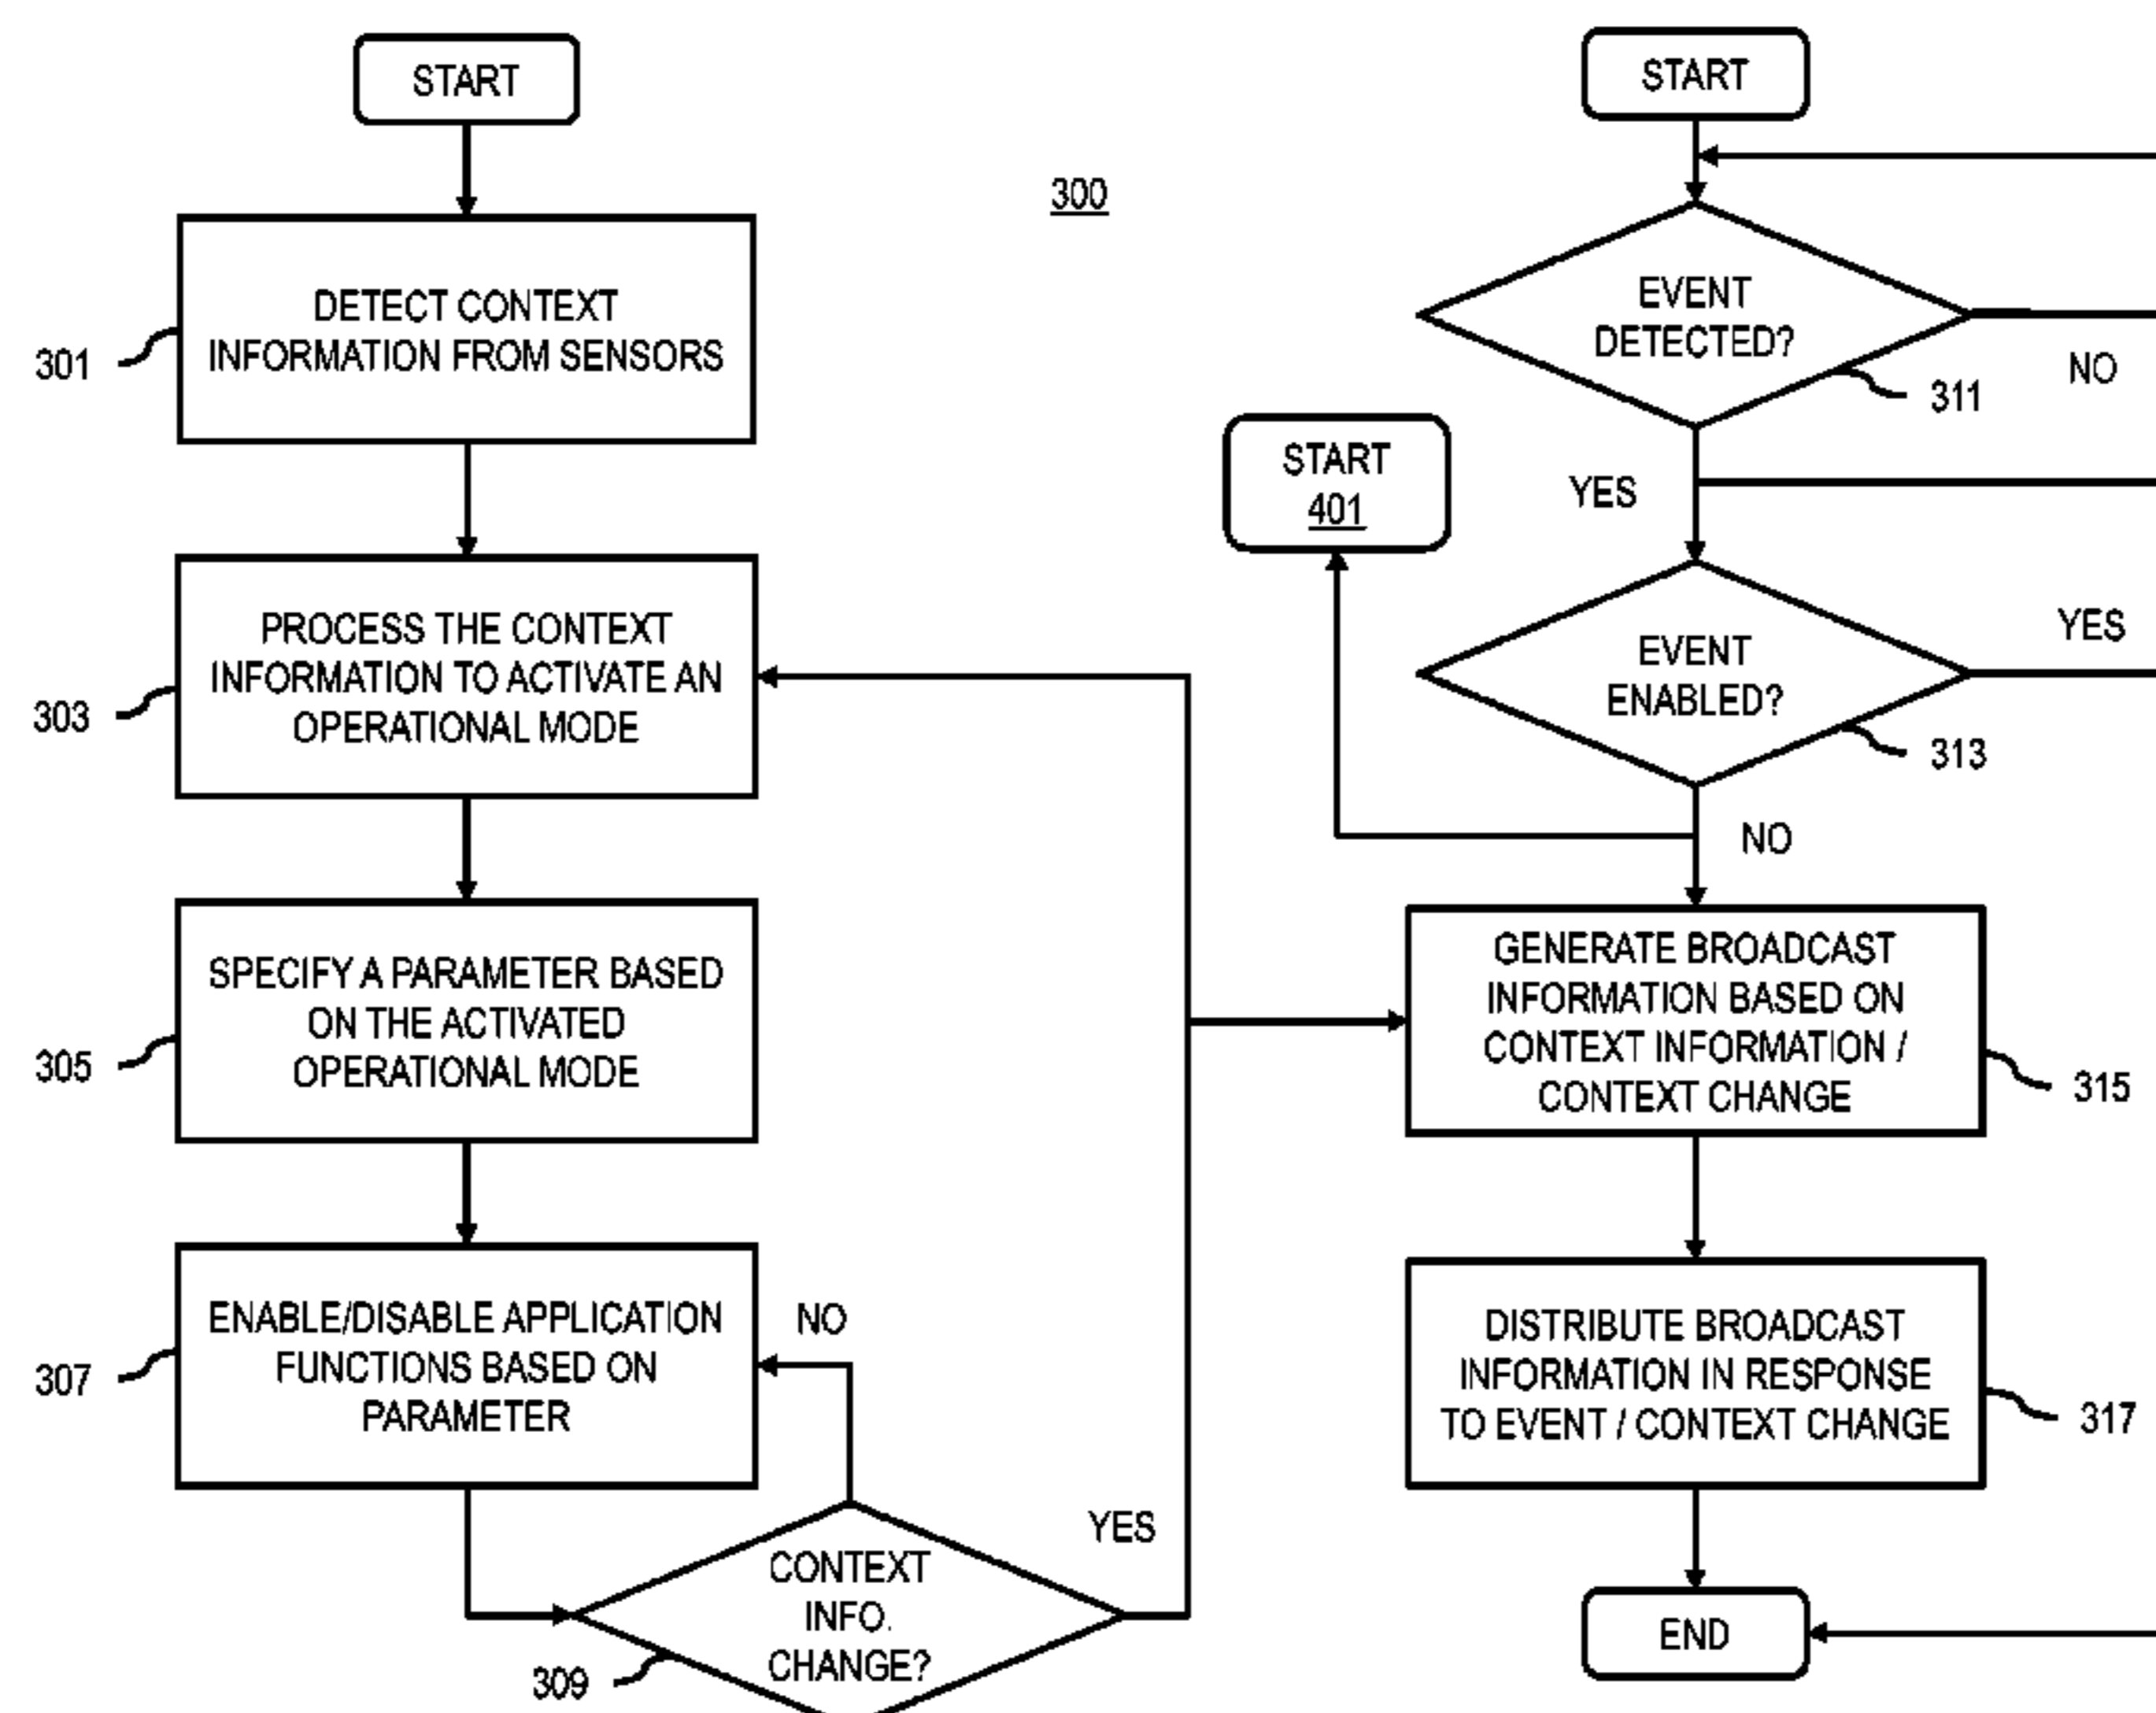 START
DETECT CONTEXT
INFORMATION FROM SENSORS
301
PROCESS THE CONTEXT
INFORMATION TO ACTIVATE AN
OPERATIONAL MODE
303
SPECIFY A PARAMETER BASED
ON THE ACTIVATED
OPERATIONAL MODE
305
ENABLE/DISABLE APPLICATION
FUNCTIONS BASED ON
PARAMETER
307
NO
CONTEXT
INFO.
CHANGE?
309
YES
300
START
EVENT
DETECTED?
311
NO
YES
START
401
EVENT
ENABLED?
313
YES
NO
GENERATE BROADCAST
INFORMATION BASED ON
CONTEXT INFORMATION /
CONTEXT CHANGE
315
DISTRIBUTE BROADCAST
INFORMATION IN RESPONSE
TO EVENT / CONTEXT CHANGE
317
END